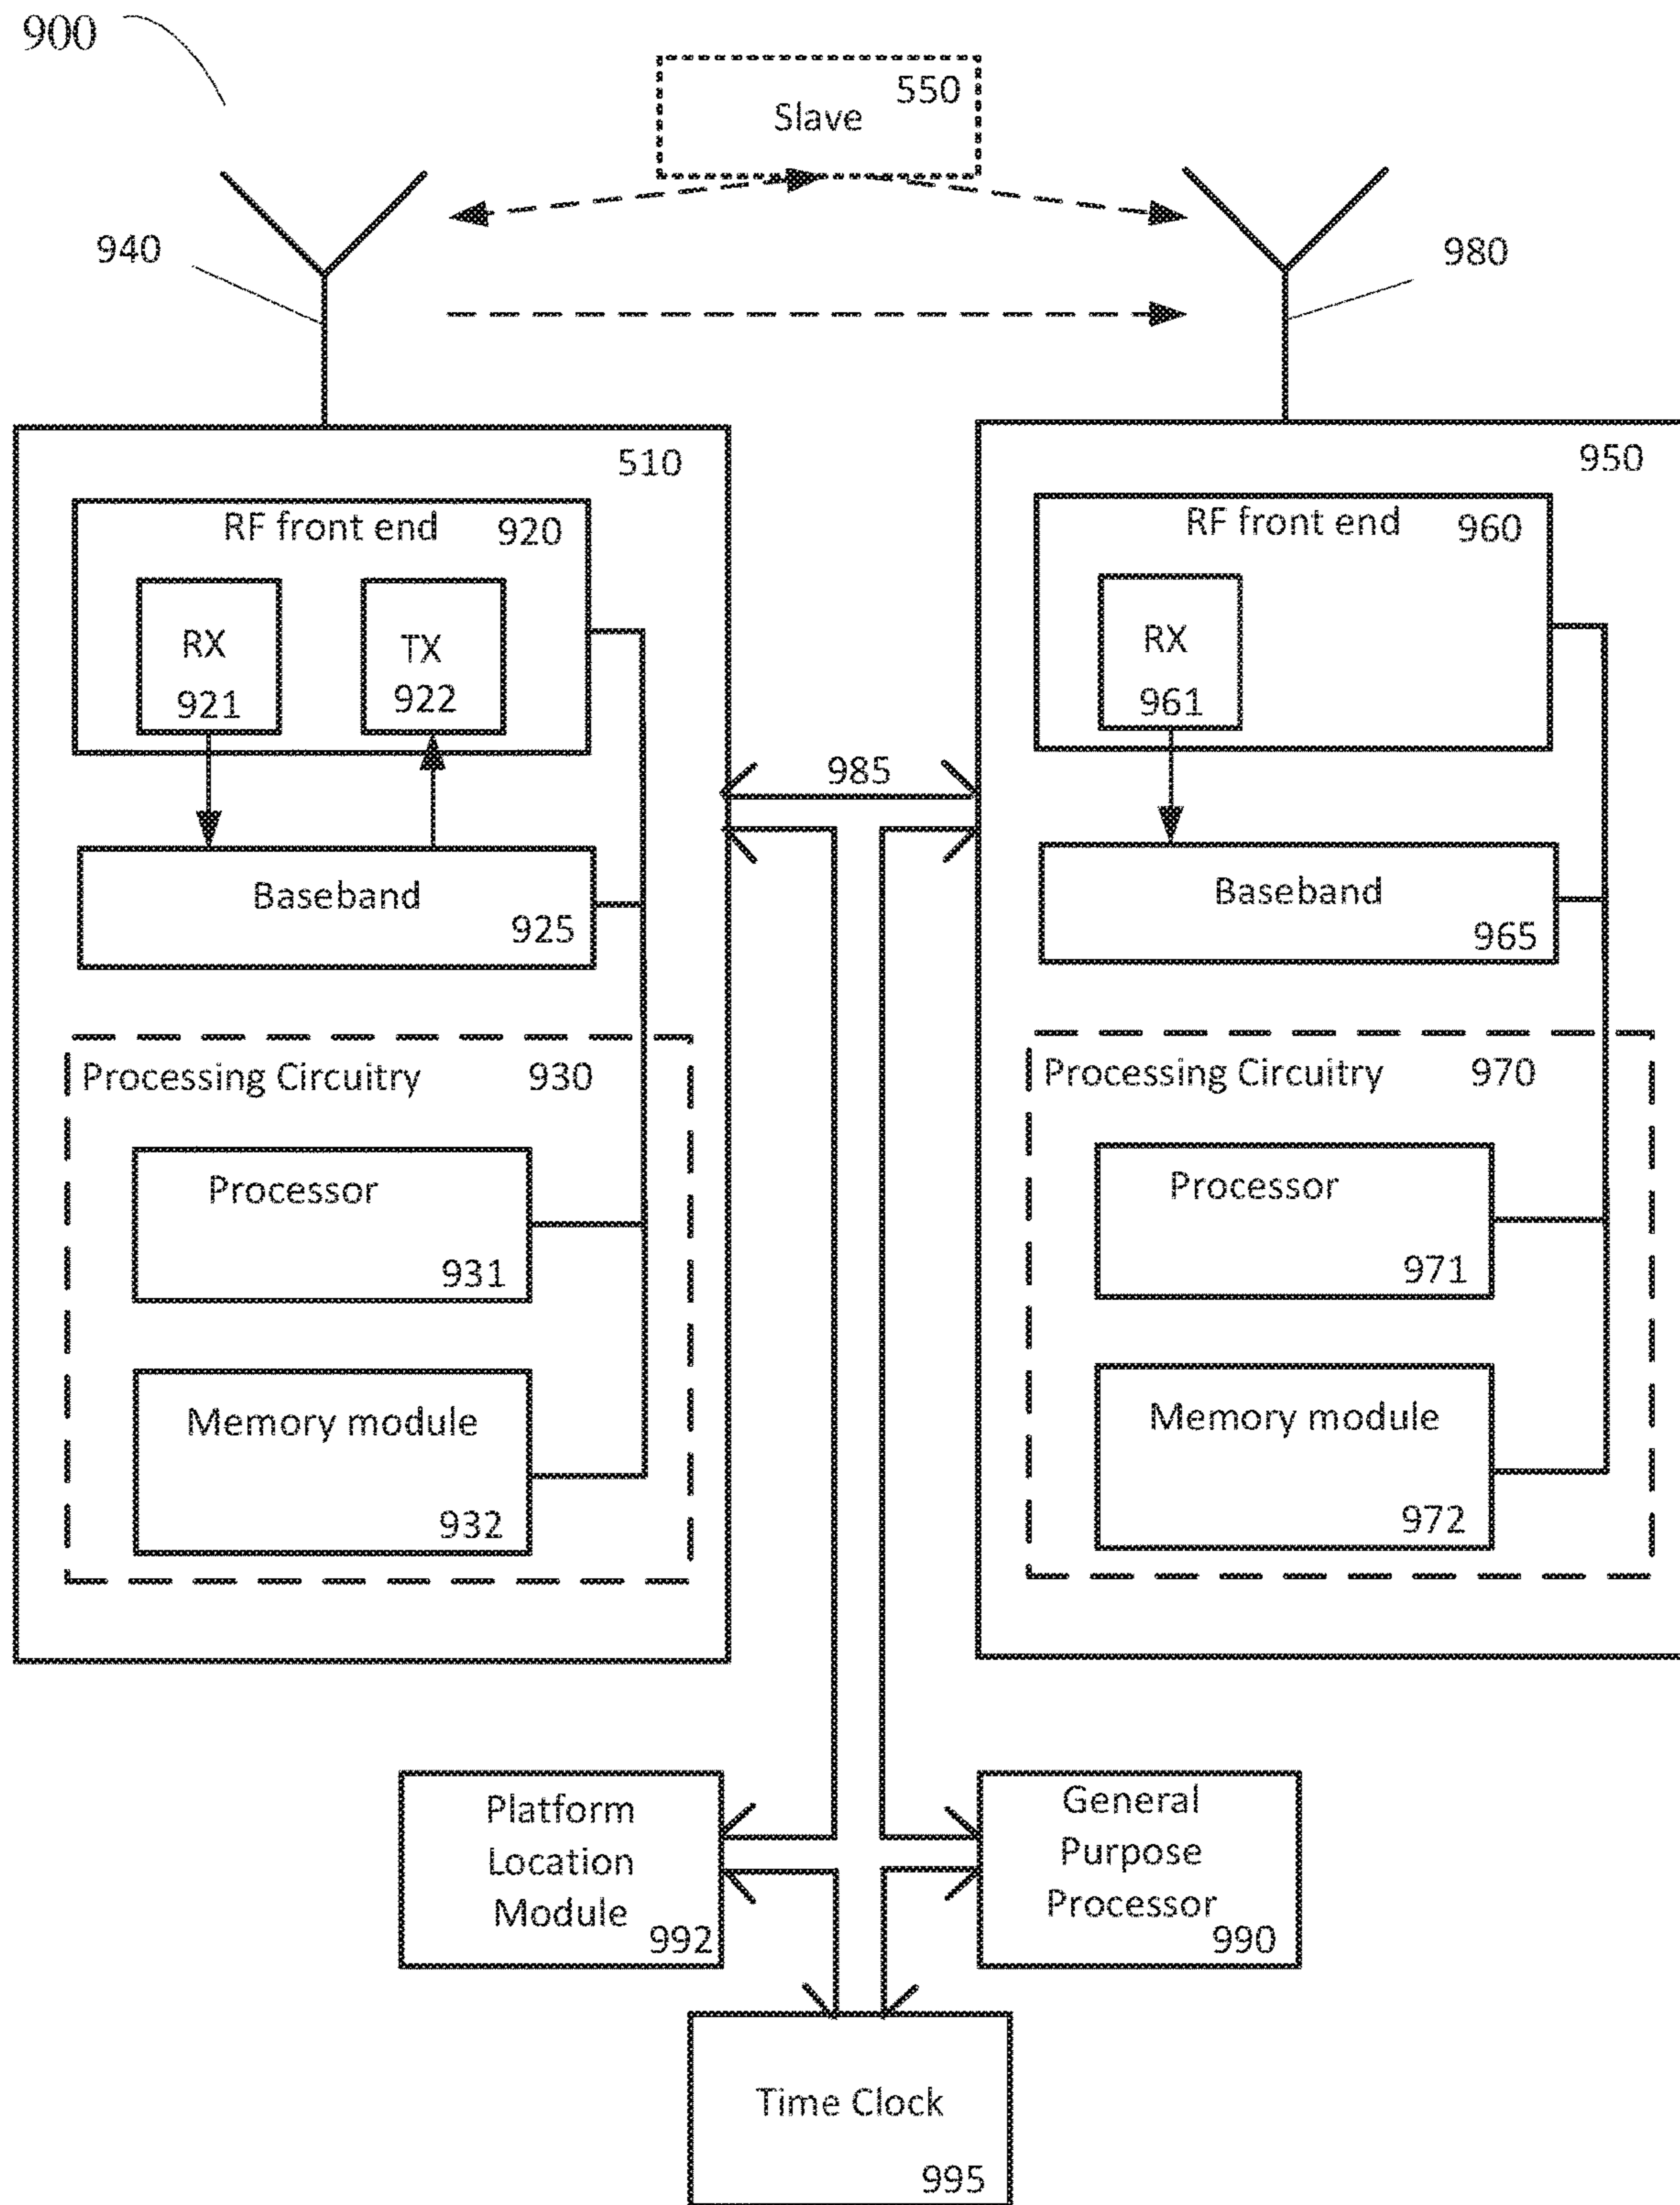 900
550
Slave
940
980
510
950
RF front end 920
RX
921
TX
922
RF front end 960
RX
961
985
Baseband
925
Baseband
965
Processing Circuitry 930
Processor
931
Memory module
932
Processing Circuitry 970
Processor
971
Memory module
972
Platform
Location
Module
992
General
Purpose
Processor
990
Time Clock
995